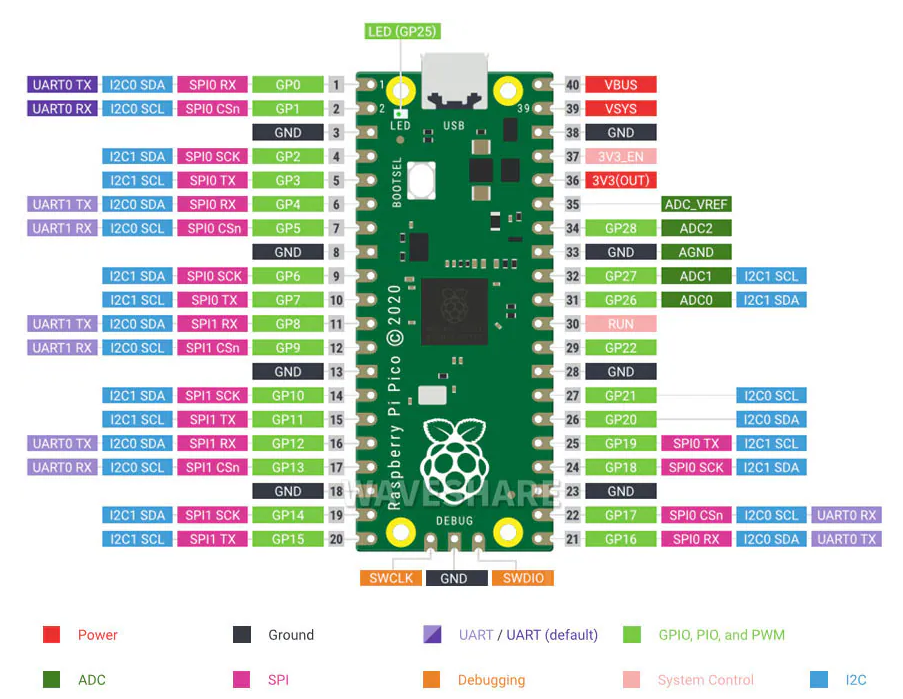 LED (GP25)
UART0 TX I2C0 SDA SPI0 RX GP0 1 1 40 VBUS
UART0 RX I2C0 SCL SPI0 CSn GP1 2 2 39 39 VSYS
LED USB
GND 3 38 GND
I2C1 SDA SPI0 SCK GP2 4 37 3V3_EN
I2C1 SCL SPI0 TX GP3 5 BOOTSEL 36 3V3(OUT)
UART1 TX I2C0 SDA SPI0 RX GP4 6 35 ADC_VREF
UART1 RX I2C0 SCL SPI0 CSn GP5 7 34 GP28 ADC2
GND 8 33 GND AGND
I2C1 SDA SPI0 SCK GP6 9 32 GP27 ADC1 I2C1 SCL
I2C1 SCL SPI0 TX GP7 10 31 GP26 ADC0 I2C1 SDA
UART1 TX I2C0 SDA SPI1 RX GP8 11 30 RUN
UART1 RX I2C0 SCL SPI1 CSn GP9 12 29 GP22
GND 13 28 GND
I2C1 SDA SPI1 SCK GP10 14 27 GP21 I2C0 SCL
I2C1 SCL SPI1 TX GP11 15 26 GP20 I2C0 SDA
UART0 TX I2C0 SDA SPI1 RX GP12 16 25 GP19 SPI0 TX I2C1 SCL
UART0 RX I2C0 SCL SPI1 CSn GP13 17 24 GP18 SPI0 SCK I2C1 SDA
GND 18 23 GND
I2C1 SDA SPI1 SCK GP14 19 22 GP17 SPI0 CSn I2C0 SCL UART0 RX
I2C1 SCL SPI1 TX GP15 20 21 GP16 SPI0 RX I2C0 SDA UART0 TX
Raspberry Pi Pico © 2020
WAVESHARE
DEBUG
SWCLK GND SWDIO
Power Ground UART / UART (default) GPIO, PIO, and PWM
ADC SPI Debugging System Control I2C